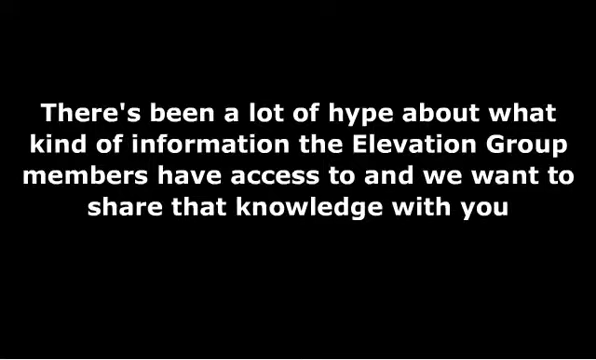 There's been a lot of hype about what
kind of information the Elevation Group
members have access to and we want to
share that knowledge with you